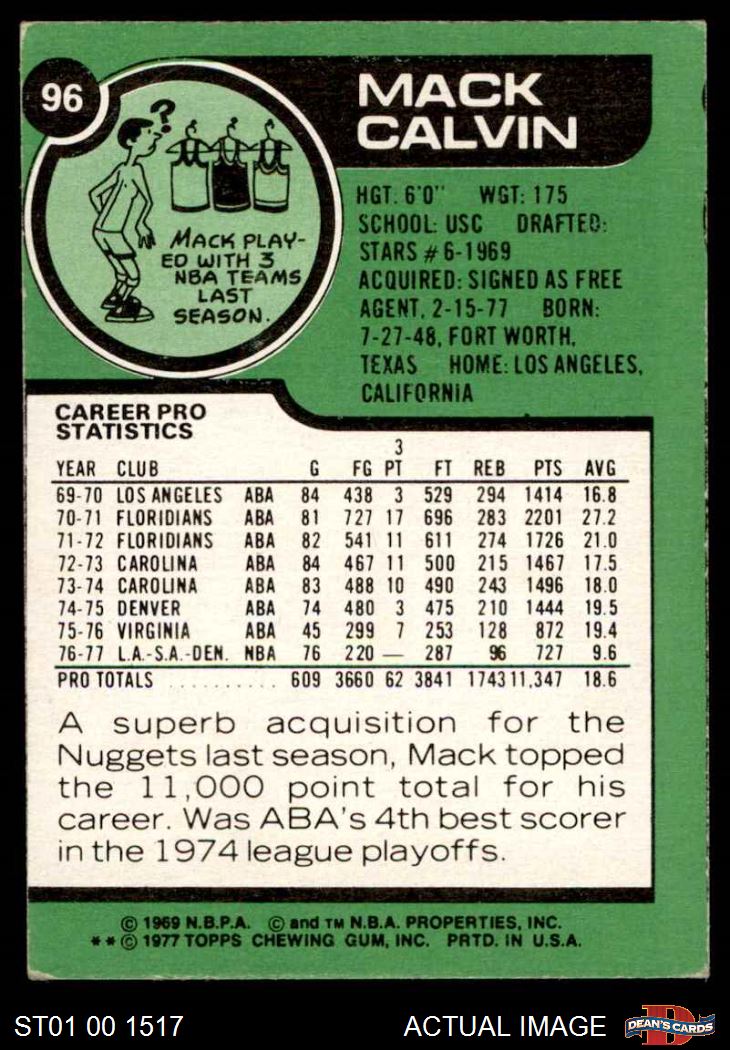 96
MACK
CALVIN
?
MACK PLAY-
ED WITH 3
NBA TEAMS
LAST
SEASON.
HGT. 6'0" WGT: 175
SCHOOL: USC DRAFTED:
STARS #6-1969
ACQUIRED: SIGNED AS FREE
AGENT, 2-15-77 BORN:
7-27-48, FORT WORTH,
TEXAS HOME: LOS ANGELES,
CALIFORNIA
CAREER PRO
STATISTICS
3
YEAR CLUB G FG PT FT REB PTS AVG
69-70 LOS ANGELES ABA 84 438 3 529 294 1414 16.8
70-71 FLORIDIANS ABA 81 727 17 696 283 2201 27.2
71-72 FLORIDIANS ABA 82 541 11 611 274 1726 21.0
72-73 CAROLINA ABA 84 467 11 500 215 1467 17.5
73-74 CAROLINA ABA 83 488 10 490 243 1496 18.0
74-75 DENVER ABA 74 480 3 475 210 1444 19.5
75-76 VIRGINIA ABA 45 299 7 253 128 872 19.4
76-77 L.A.-S.A.-DEN. NBA 76 220 — 287 96 727 9.6
PRO TOTALS .......... 609 3660 62 3841 1743 11,347 18.6
A superb acquisition for the
Nuggets last season, Mack topped
the 11,000 point total for his
career. Was ABA's 4th best scorer
in the 1974 league playoffs.
© 1969 N.B.P.A. © and TM N.B.A. PROPERTIES, INC.
** © 1977 TOPPS CHEWING GUM, INC. PRTD. IN U.S.A.
ST01 00 1517
ACTUAL IMAGE
D
DEAN'S CARDS